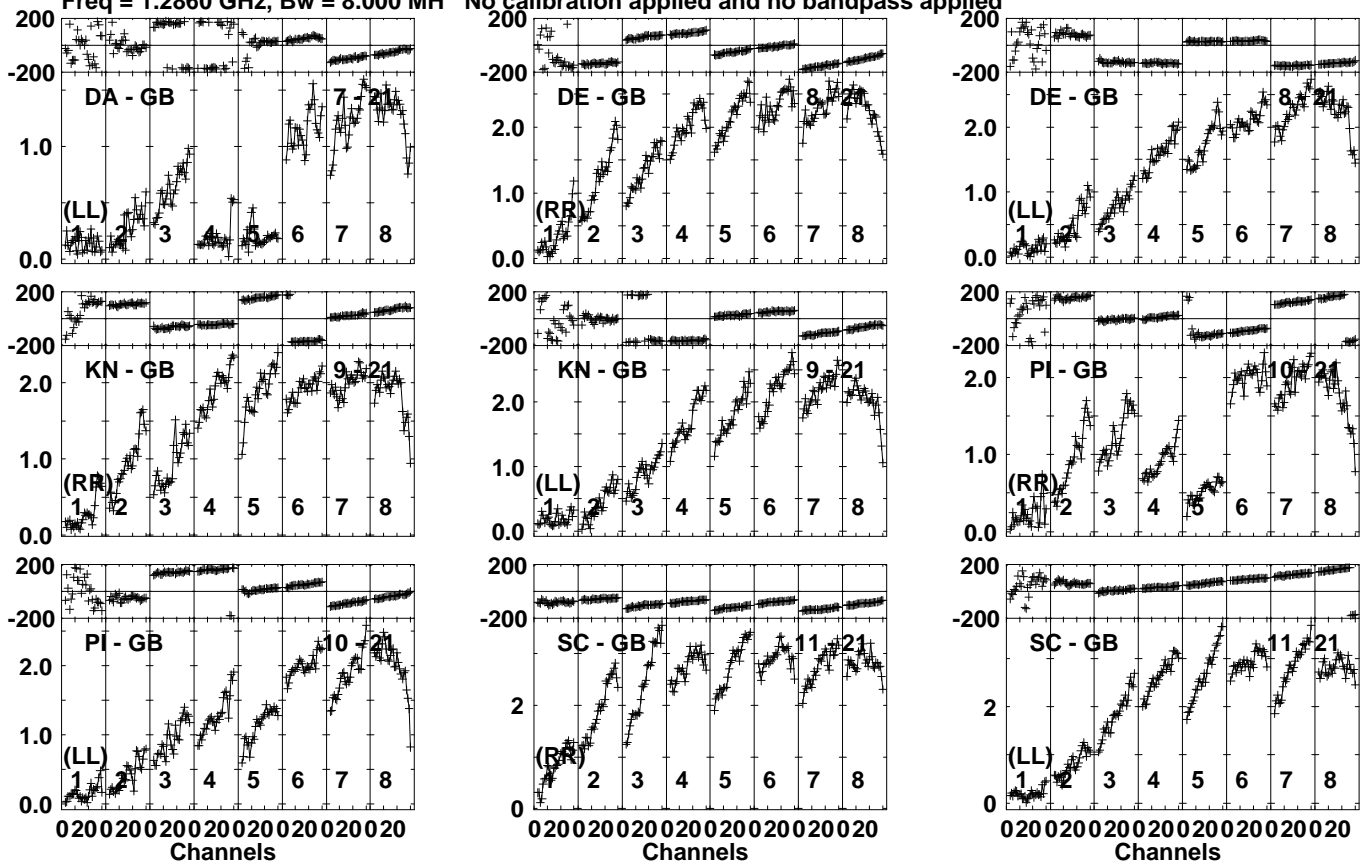 Freq = 1.2860 GHz, Bw = 8.000 MH No calibration applied and no bandpass applied
200 200 200
-200 -200 -200
DA - GB 7 - 21 DE - GB 8 - 21 DE - GB 8 - 21
2.0 2.0
1.0 1.0 1.0
(LL) (RR) (LL)
1 2 3 4 5 6 7 8 1 2 3 4 5 6 7 8 1 2 3 4 5 6 7 8
0.0 0.0 0.0
200 200 200
-200 -200 -200
KN - GB 9 - 21 KN - GB 9 - 21 PI - GB 10 - 21
2.0 2.0 2.0
1.0 1.0 1.0
(RR) (LL) (RR)
1 2 3 4 5 6 7 8 1 2 3 4 5 6 7 8 1 2 3 4 5 6 7 8
0.0 0.0 0.0
200 200 200
-200 -200 -200
PI - GB 10 - 21 SC - GB 11 - 21 SC - GB 11 - 21
2.0 2 2
1.0
(LL) (RR) (LL)
1 2 3 4 5 6 7 8 1 2 3 4 5 6 7 8 1 2 3 4 5 6 7 8
0.0 0 0
0 20 0 20 0 20 0 20 0 20 0 20 0 20 0 20 0 20 0 20 0 20 0 20 0 20 0 20 0 20 0 20 0 20 0 20 0 20 0 20 0 20 0 20 0 20 0 20
Channels Channels Channels